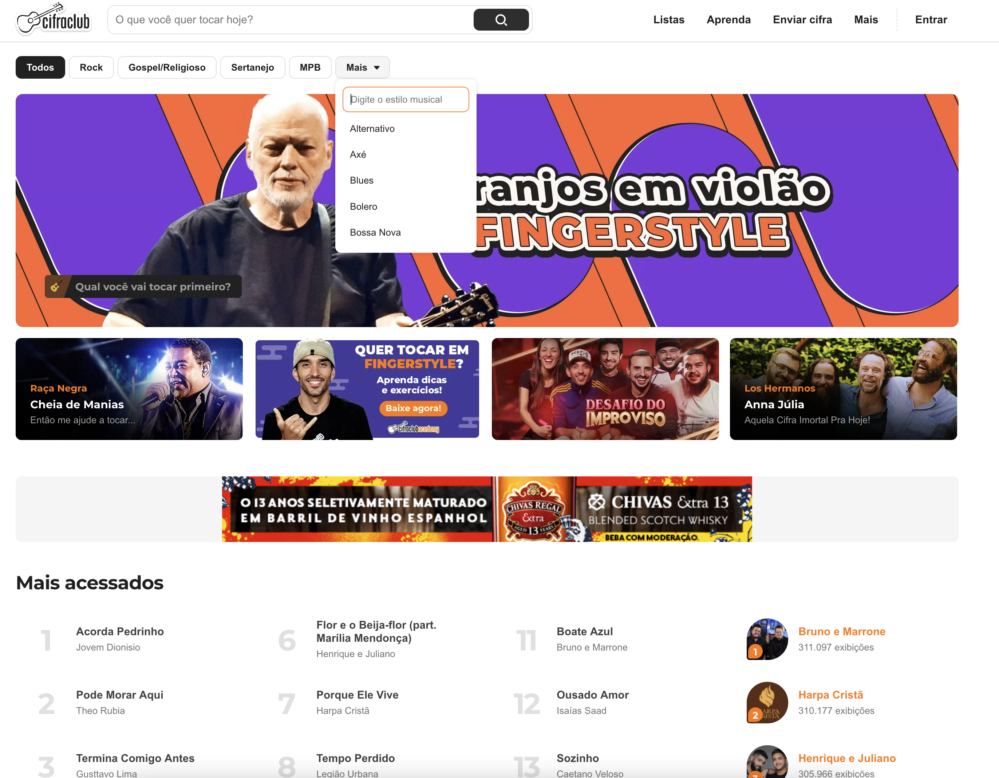 cifraclub
O que você quer tocar hoje?
Listas
Aprenda
Enviar cifra
Mais
Entrar
Todos
Rock
Gospel/Religioso
Sertanejo
MPB
Mais
Digite o estilo musical
Alternativo
Axé
Blues
Bolero
Bossa Nova
ranjos em violão
FINGERSTYLE
Gibson
Qual você vai tocar primeiro?
Raça Negra
Cheia de Manias
Então me ajude a tocar...
QUER TOCAR EM
FINGERSTYLE?
Aprenda dicas
e exercícios!
Baixe agora!
cifraclubacademy
PEOPLE
TOUR
DESAFIO DO
IMPROVISO
Los Hermanos
Anna Júlia
Aquela Cifra Imortal Pra Hoje!
O 13 ANOS SELETIVAMENTE MATURADO
EM BARRIL DE VINHO ESPANHOL
CHIVAS REGAL
Extra
AGED 13 YEARS
CHIVAS Extra 13
BLENDED SCOTCH WHISKY
BEBA COM MODERAÇÃO.
Mais acessados
1
Acorda Pedrinho
Jovem Dionisio
6
Flor e o Beija-flor (part.
Marília Mendonça)
Henrique e Juliano
11
Boate Azul
Bruno e Marrone
1
Bruno e Marrone
311.097 exibições
2
Pode Morar Aqui
Theo Rubia
7
Porque Ele Vive
Harpa Cristã
12
Ousado Amor
Isaías Saad
2
Harpa Cristã
310.177 exibições
3
Termina Comigo Antes
Gusttavo Lima
8
Tempo Perdido
Legião Urbana
13
Sozinho
Caetano Veloso
3
Henrique e Juliano
305.966 exibições